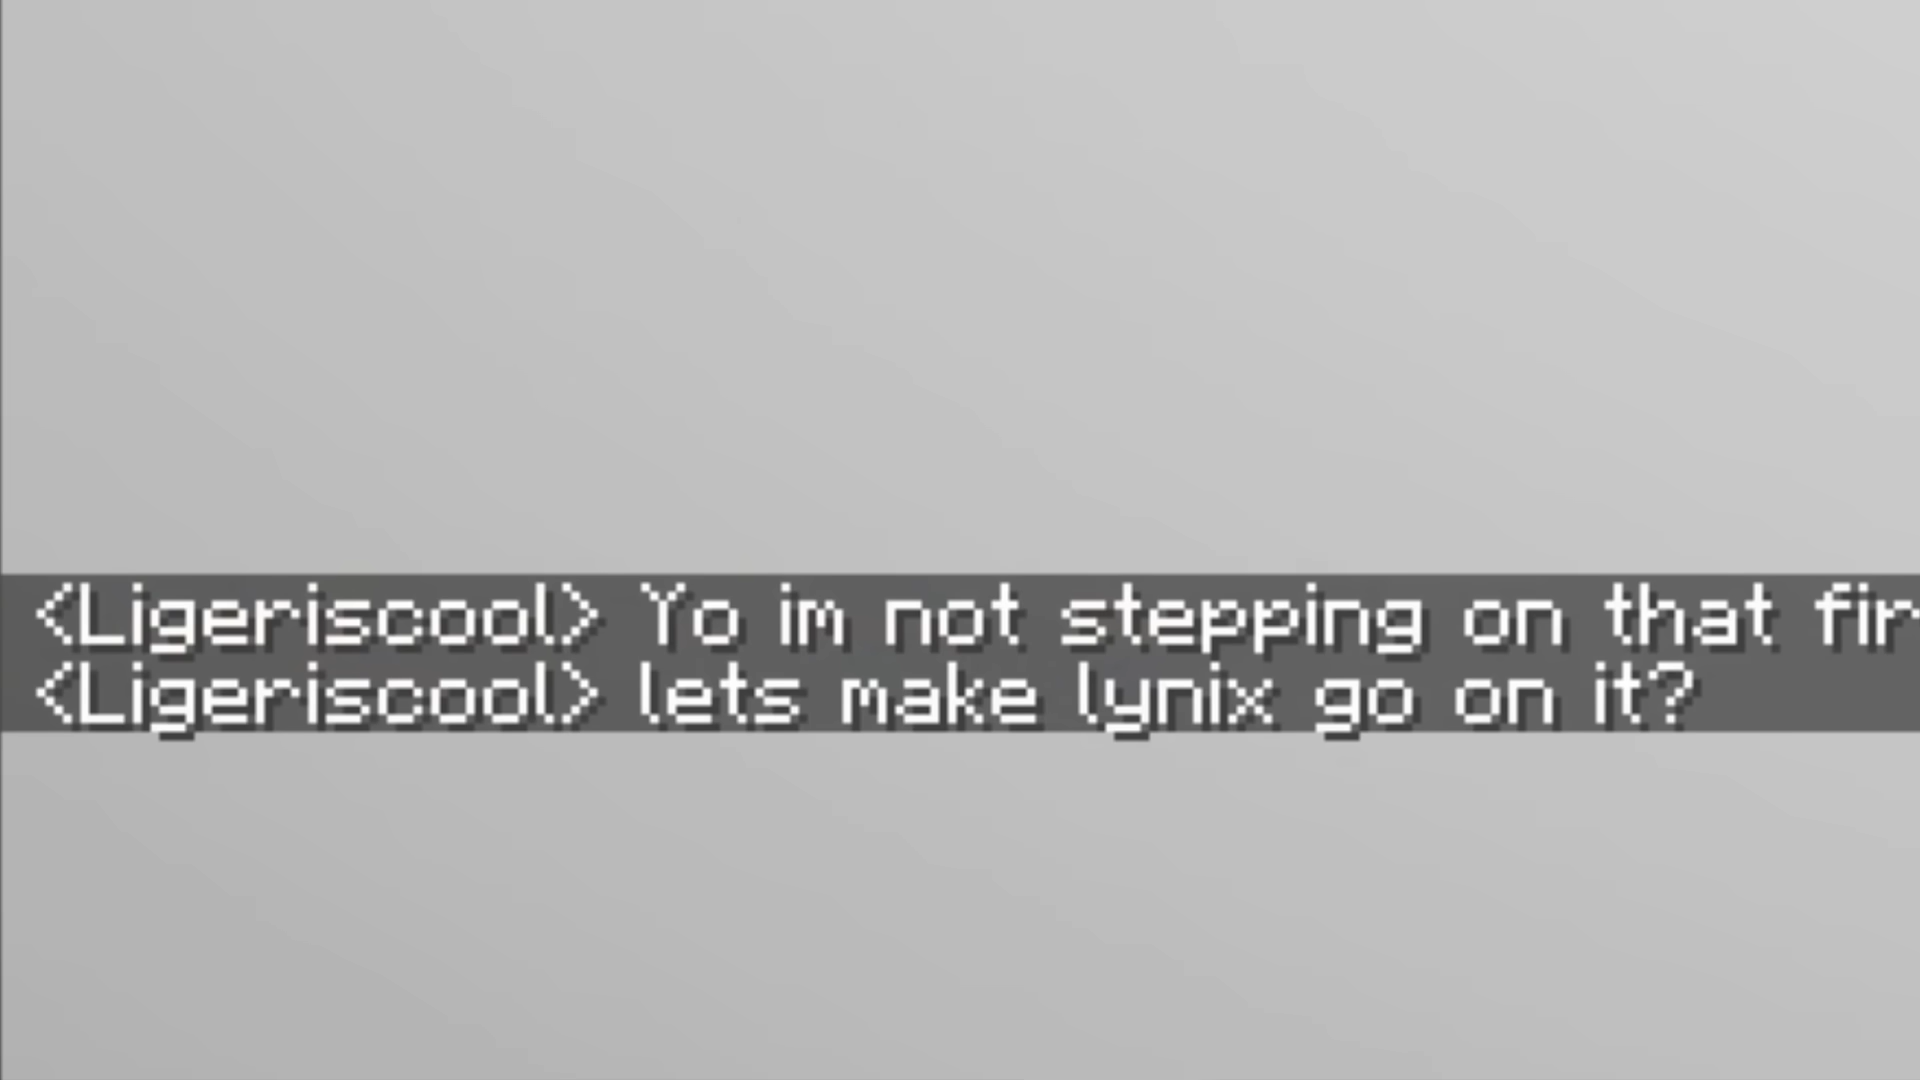 <Ligeriscool> Yo im not stepping on that
<Ligeriscool> lets make lynix go on it?